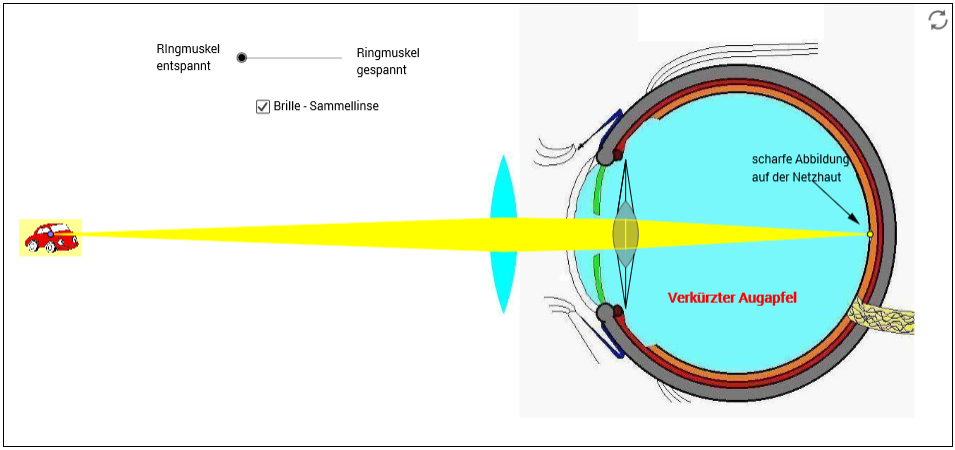 RIngmuskel
entspannt
Ringmuskel
gespannt
Brille - Sammellinse
scharfe Abbildung
auf der Netzhaut
Verkürzter Augapfel